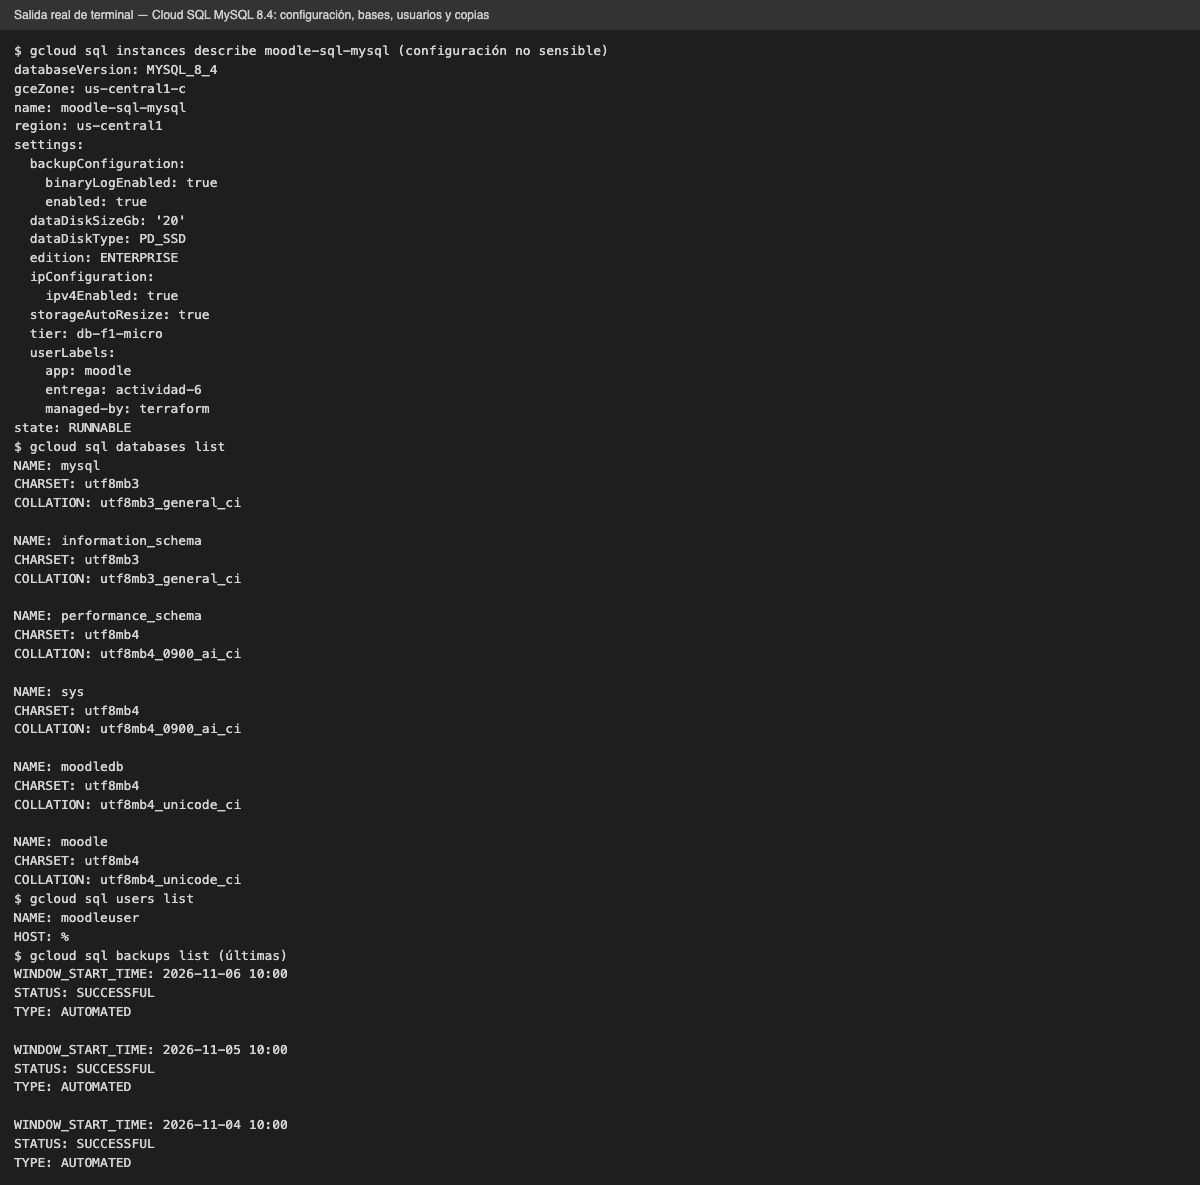 Salida real de terminal — Cloud SQL MySQL 8.4: configuración, bases, usuarios y copias
$ gcloud sql instances describe moodle-sql-mysql (configuración no sensible)
databaseVersion: MYSQL_8_4
gceZone: us-central1-c
name: moodle-sql-mysql
region: us-central1
settings:
  backupConfiguration:
    binaryLogEnabled: true
    enabled: true
  dataDiskSizeGb: '20'
  dataDiskType: PD_SSD
  edition: ENTERPRISE
  ipConfiguration:
    ipv4Enabled: true
  storageAutoResize: true
  tier: db-f1-micro
  userLabels:
    app: moodle
    entrega: actividad-6
    managed-by: terraform
state: RUNNABLE
$ gcloud sql databases list
NAME: mysql
CHARSET: utf8mb3
COLLATION: utf8mb3_general_ci

NAME: information_schema
CHARSET: utf8mb3
COLLATION: utf8mb3_general_ci

NAME: performance_schema
CHARSET: utf8mb4
COLLATION: utf8mb4_0900_ai_ci

NAME: sys
CHARSET: utf8mb4
COLLATION: utf8mb4_0900_ai_ci

NAME: moodledb
CHARSET: utf8mb4
COLLATION: utf8mb4_unicode_ci

NAME: moodle
CHARSET: utf8mb4
COLLATION: utf8mb4_unicode_ci
$ gcloud sql users list
NAME: moodleuser
HOST: %
$ gcloud sql backups list (últimas)
WINDOW_START_TIME: 2026-11-06 10:00
STATUS: SUCCESSFUL
TYPE: AUTOMATED

WINDOW_START_TIME: 2026-11-05 10:00
STATUS: SUCCESSFUL
TYPE: AUTOMATED

WINDOW_START_TIME: 2026-11-04 10:00
STATUS: SUCCESSFUL
TYPE: AUTOMATED